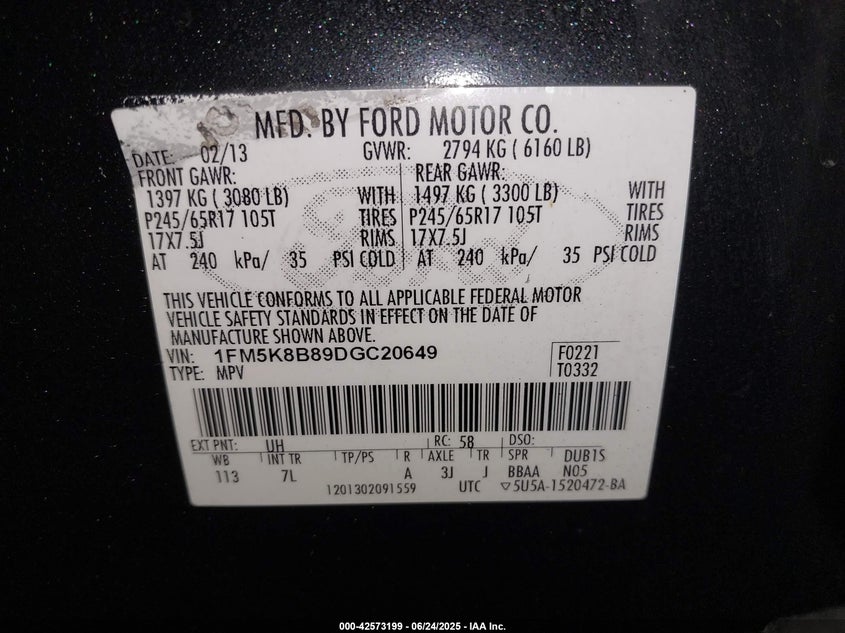 MFD. BY FORD MOTOR CO.
DATE: 02/13 GVWR: 2794 KG ( 6160 LB)
FRONT GAWR: REAR GAWR:
1397 KG ( 3080 LB) WITH 1497 KG ( 3300 LB) WITH
P245/65R17 105T TIRES P245/65R17 105T TIRES
17X7.5J RIMS 17X7.5J RIMS
AT 240 kPa/ 35 PSI COLD AT 240 kPa/ 35 PSI COLD
THIS VEHICLE CONFORMS TO ALL APPLICABLE FEDERAL MOTOR
VEHICLE SAFETY STANDARDS IN EFFECT ON THE DATE OF
MANUFACTURE SHOWN ABOVE.
VIN: 1FM5K8B89DGC20649 F0221
TYPE: MPV T0332
EXT PNT: UH RC: 58 DSO:
WB INT TR TP/PS R AXLE TR SPR DUB1S
113 7L A 3J J BBAA N05
1201302091559 UTC ▽5U5A-1520472-BA
000-42573199 | 06/24/2025 - IAA Inc.